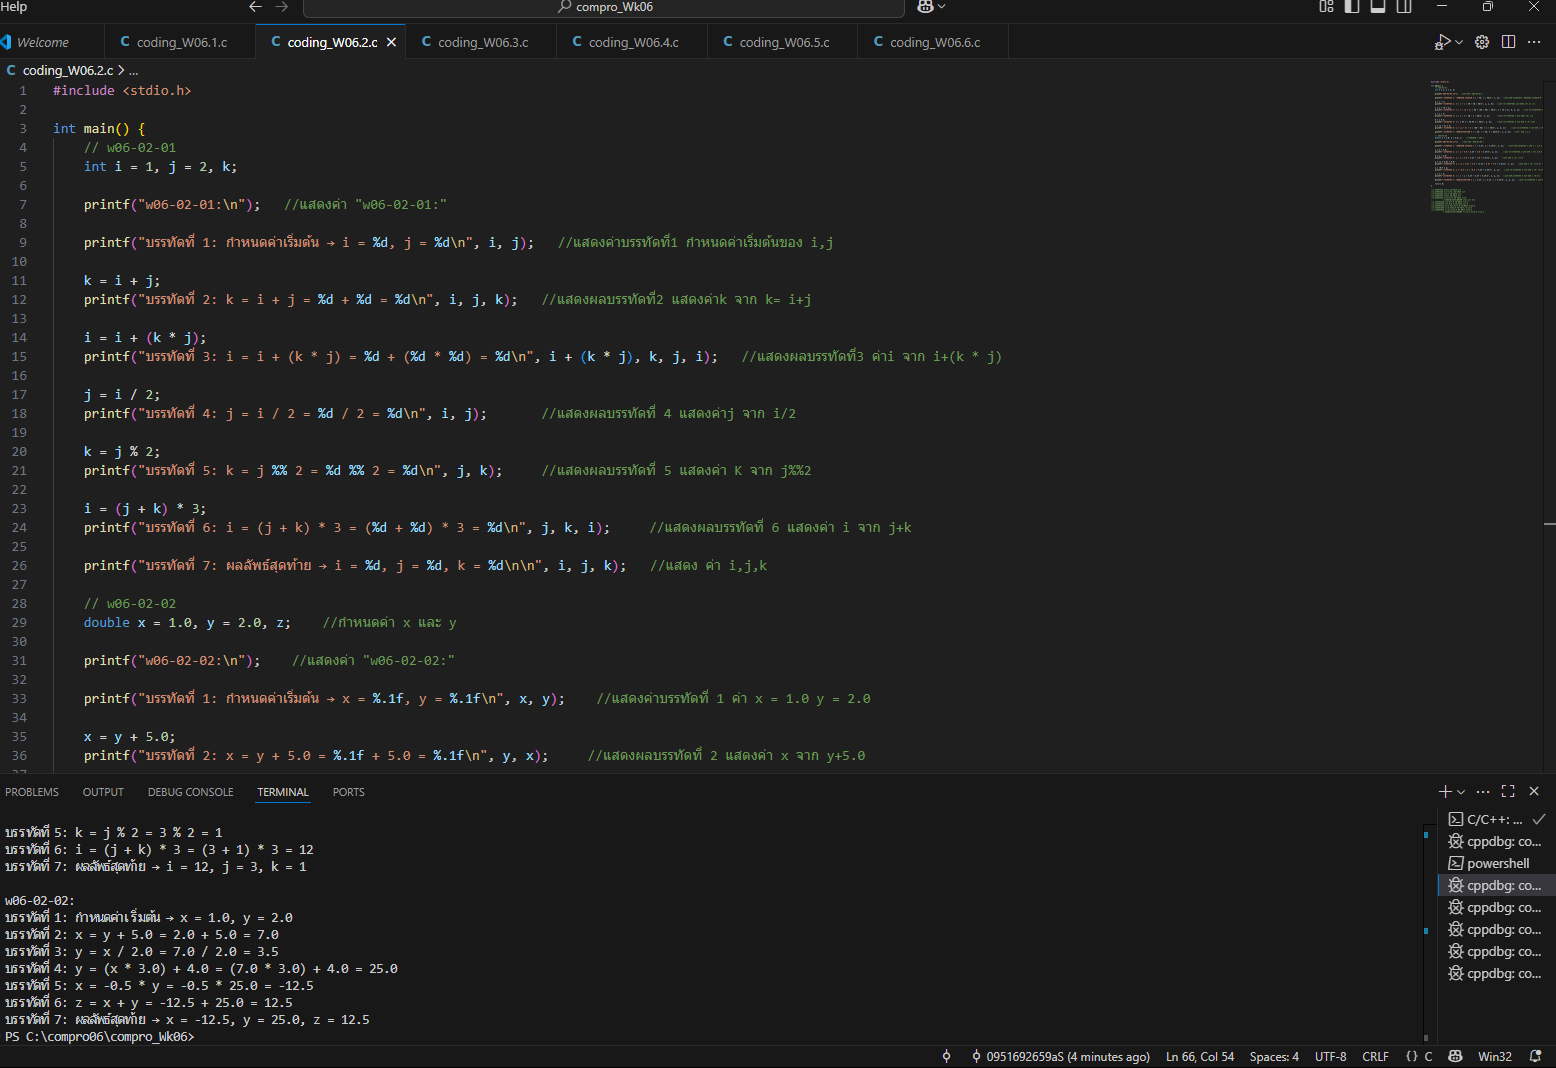 Help
compro_Wk06
Welcome
C coding_W06.1.c
C coding_W06.2.c
C coding_W06.3.c
C coding_W06.4.c
C coding_W06.5.c
C coding_W06.6.c
C coding_W06.2.c > ...
1 #include <stdio.h>
2
3 int main() {
4 // w06-02-01
5 int i = 1, j = 2, k;
6
7 printf("w06-02-01:\n"); //แสดงค่า "w06-02-01:"
8
9 printf("บรรทัดที่ 1: กำหนดค่าเริ่มต้น → i = %d, j = %d\n", i, j); //แสดงค่าบรรทัดที่1 กำหนดค่าเริ่มต้นของ i,j
10
11 k = i + j;
12 printf("บรรทัดที่ 2: k = i + j = %d + %d = %d\n", i, j, k); //แสดงผลบรรทัดที่2 แสดงค่าk จาก k= i+j
13
14 i = i + (k * j);
15 printf("บรรทัดที่ 3: i = i + (k * j) = %d + (%d * %d) = %d\n", i + (k * j), k, j, i); //แสดงผลบรรทัดที่3 ค่าi จาก i+(k * j)
16
17 j = i / 2;
18 printf("บรรทัดที่ 4: j = i / 2 = %d / 2 = %d\n", i, j); //แสดงผลบรรทัดที่ 4 แสดงค่าj จาก i/2
19
20 k = j % 2;
21 printf("บรรทัดที่ 5: k = j %% 2 = %d %% 2 = %d\n", j, k); //แสดงผลบรรทัดที่ 5 แสดงค่า K จาก j%%2
22
23 i = (j + k) * 3;
24 printf("บรรทัดที่ 6: i = (j + k) * 3 = (%d + %d) * 3 = %d\n", j, k, i); //แสดงผลบรรทัดที่ 6 แสดงค่า i จาก j+k
25
26 printf("บรรทัดที่ 7: ผลลัพธ์สุดท้าย → i = %d, j = %d, k = %d\n\n", i, j, k); //แสดง ค่า i,j,k
27
28 // w06-02-02
29 double x = 1.0, y = 2.0, z; //กำหนดค่า x และ y
30
31 printf("w06-02-02:\n"); //แสดงค่า "w06-02-02:"
32
33 printf("บรรทัดที่ 1: กำหนดค่าเริ่มต้น → x = %.1f, y = %.1f\n", x, y); //แสดงค่าบรรทัดที่ 1 ค่า x = 1.0 y = 2.0
34
35 x = y + 5.0;
36 printf("บรรทัดที่ 2: x = y + 5.0 = %.1f + 5.0 = %.1f\n", y, x); //แสดงผลบรรทัดที่ 2 แสดงค่า x จาก y+5.0
PROBLEMS OUTPUT DEBUG CONSOLE TERMINAL PORTS
บรรทัดที่ 5: k = j % 2 = 3 % 2 = 1
บรรทัดที่ 6: i = (j + k) * 3 = (3 + 1) * 3 = 12
บรรทัดที่ 7: ผลลัพธ์สุดท้าย → i = 12, j = 3, k = 1
w06-02-02:
บรรทัดที่ 1: กำหนดค่าเริ่มต้น → x = 1.0, y = 2.0
บรรทัดที่ 2: x = y + 5.0 = 2.0 + 5.0 = 7.0
บรรทัดที่ 3: y = x / 2.0 = 7.0 / 2.0 = 3.5
บรรทัดที่ 4: y = (x * 3.0) + 4.0 = (7.0 * 3.0) + 4.0 = 25.0
บรรทัดที่ 5: x = -0.5 * y = -0.5 * 25.0 = -12.5
บรรทัดที่ 6: z = x + y = -12.5 + 25.0 = 12.5
บรรทัดที่ 7: ผลลัพธ์สุดท้าย → x = -12.5, y = 25.0, z = 12.5
PS C:\compro06\compro_Wk06>
C/C++: ...
cppdbg: co...
powershell
cppdbg: co...
cppdbg: co...
cppdbg: co...
cppdbg: co...
cppdbg: co...
0951692659aS (4 minutes ago) Ln 66, Col 54 Spaces: 4 UTF-8 CRLF {} C Win32